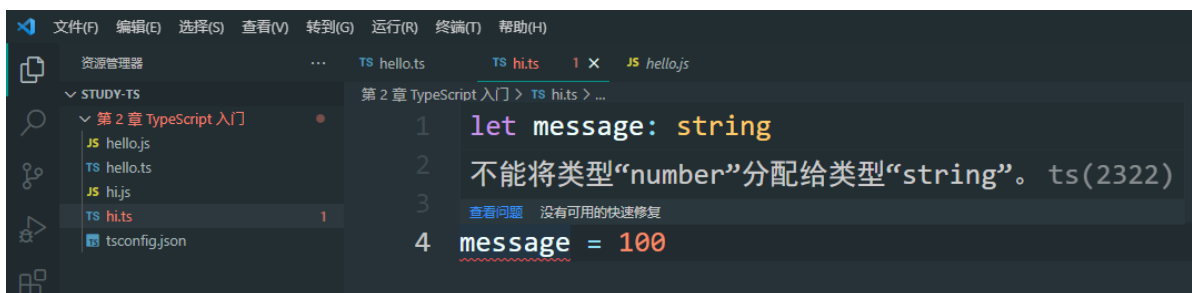 文件(F) 编辑(E) 选择(S) 查看(V) 转到(G) 运行(R) 终端(T) 帮助(H)
资源管理器 ···
STUDY-TS
第 2 章 TypeScript 入门
JS hello.js
TS hello.ts
JS hi.js
TS hi.ts 1
TS tsconfig.json
TS hello.ts TS hi.ts 1 × JS hello.js
第 2 章 TypeScript 入门 > TS hi.ts > ...
1 let message: string
2 不能将类型“number”分配给类型“string”。 ts(2322)
3 查看问题 没有可用的快速修复
4 message = 100